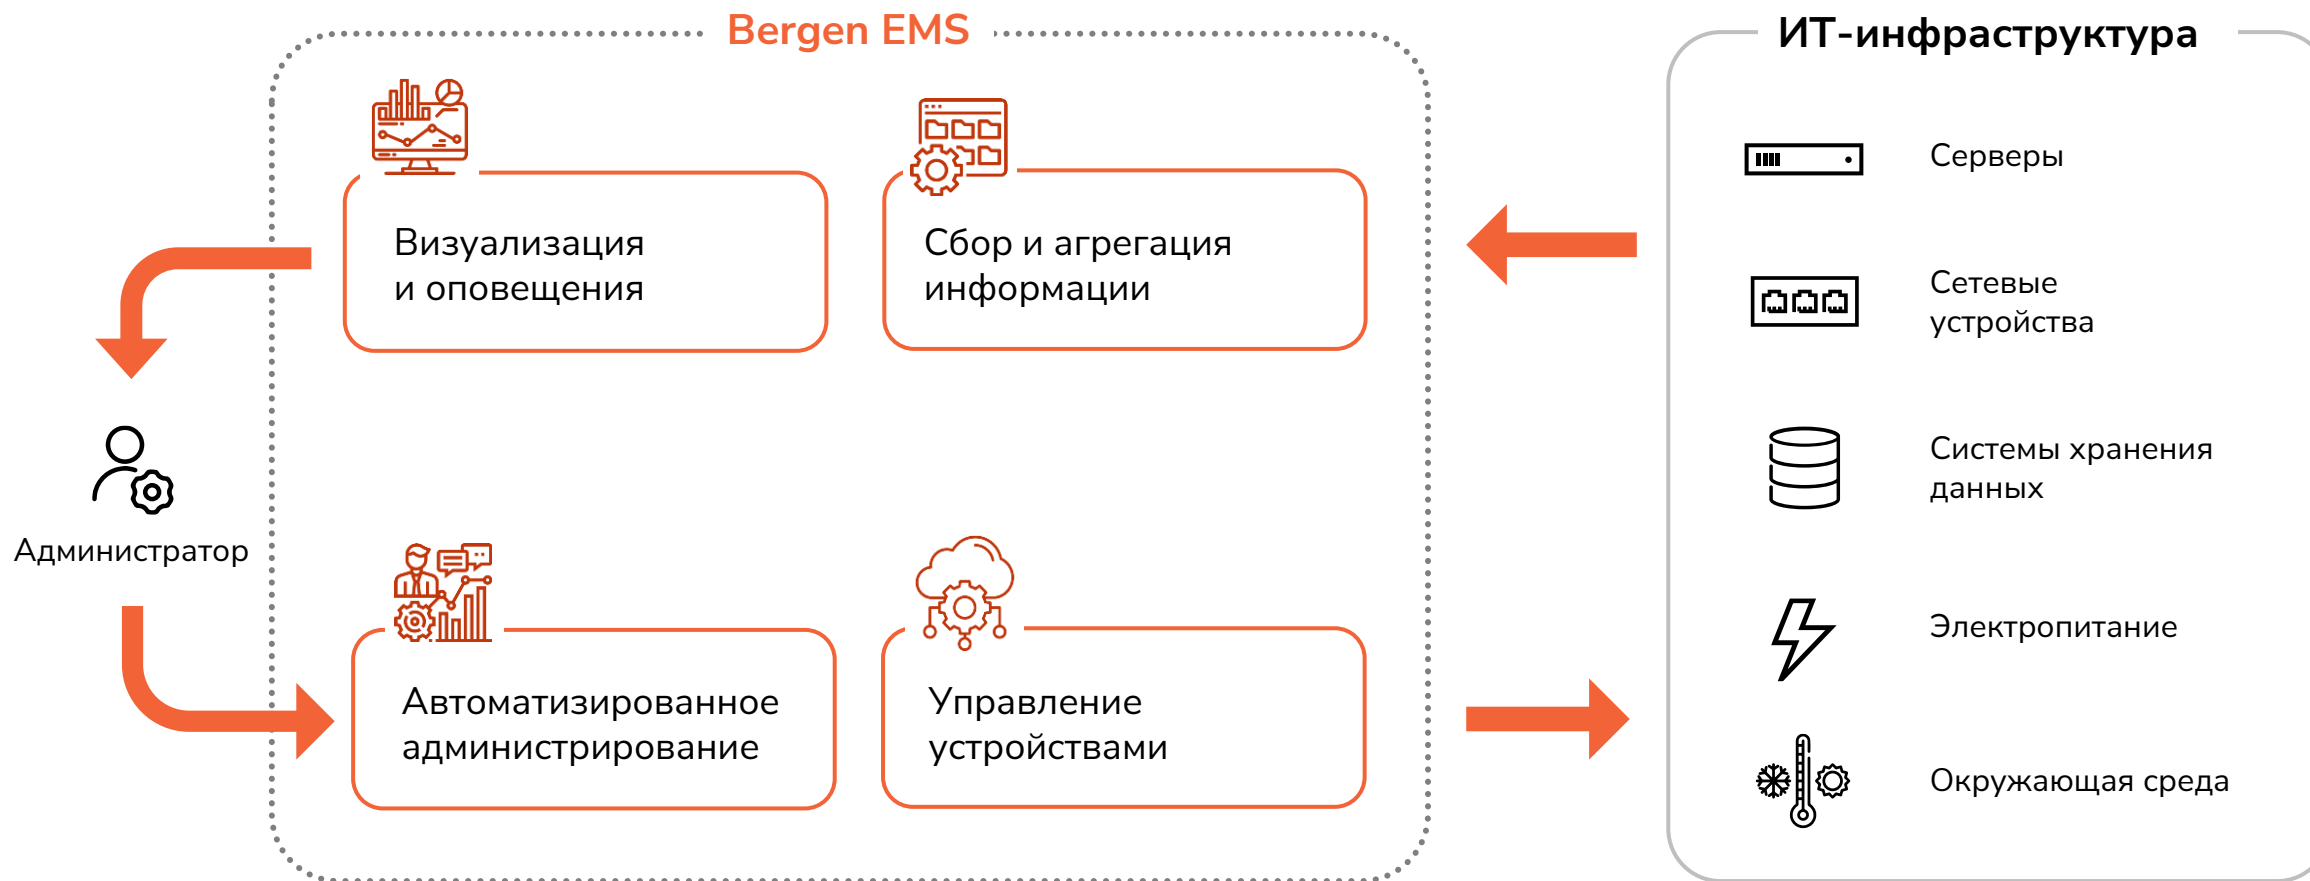 Bergen EMS
Визуализация
и оповещения
Сбор и агрегация
информации
Администратор
Автоматизированное
администрирование
Управление
устройствами
ИТ-инфраструктура
Серверы
Сетевые
устройства
Системы хранения
данных
Электропитание
Окружающая среда